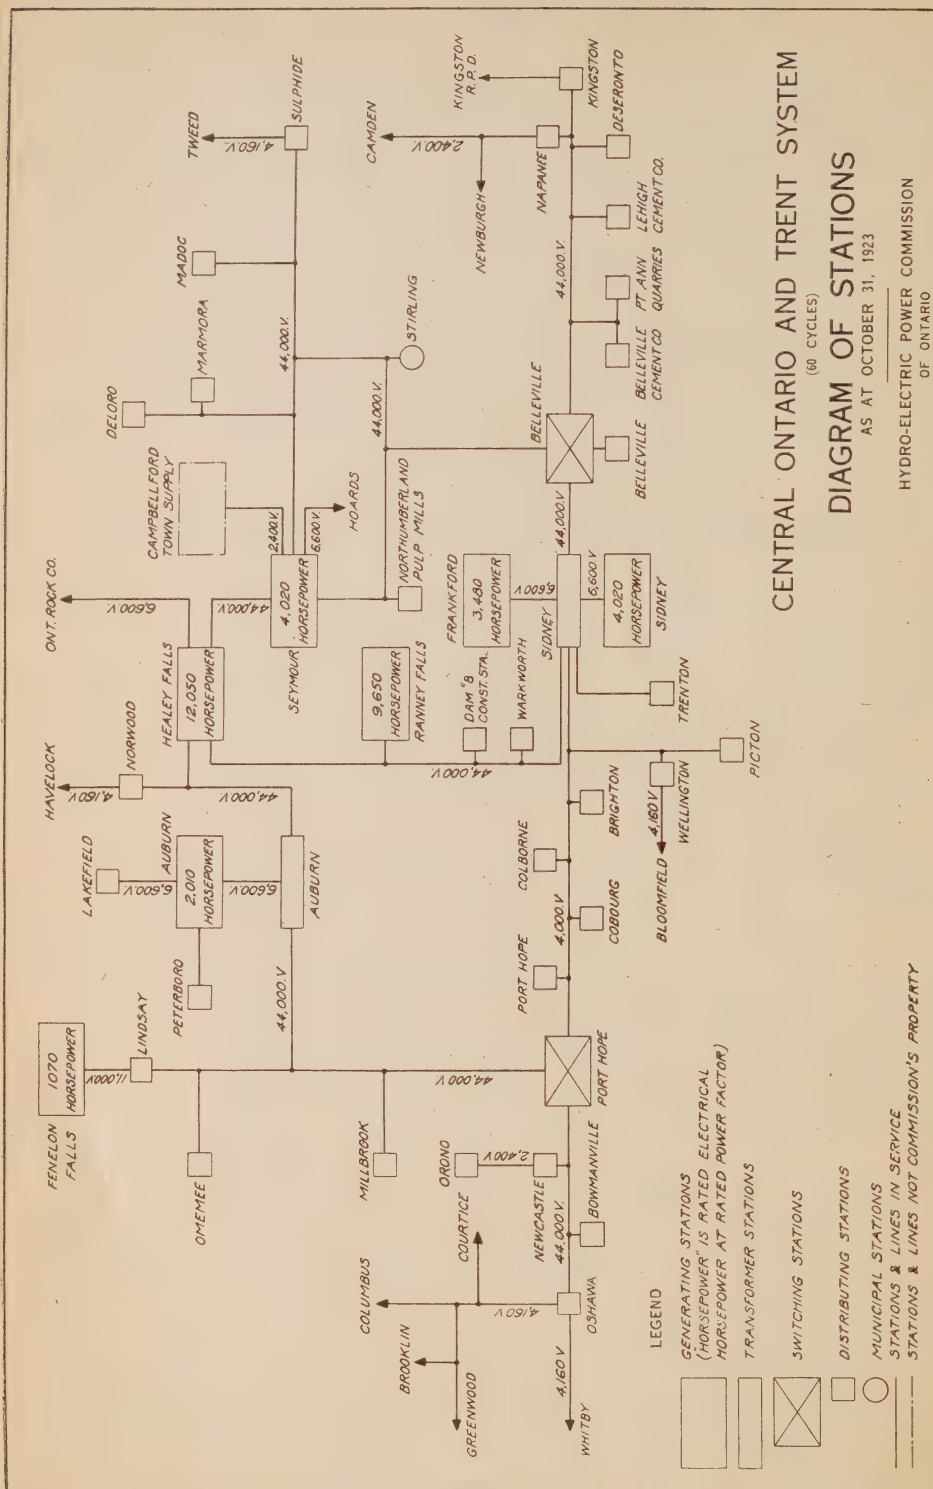 CENTRAL ONTARIO AND TRENT SYSTEM
(60 CYCLES)
DIAGRAM OF STATIONS
AS AT OCTOBER 31, 1923
HYDRO-ELECTRIC POWER COMMISSION
OF ONTARIO
FENELON
FALLS
1070
HORSEPOWER
11,000V
LINDSAY
OMEMEE
MILLBROOK
44,000.V
44,000.V
LAKEFIELD
6,600.V.
AUBURN
2,010
HORSEPOWER
PETERBORO
6,600.V.
AUBURN
HAVELOCK
4,160.V
NORWOOD
44,000.V
ONT. ROCK CO.
6,600.V.
HEALEY FALLS
12,050
HORSEPOWER
44,000.V.
CAMPBELLFORD
TOWN SUPPLY
2,400.V.
6,600.V.
HOARDS
4,020
HORSEPOWER
SEYMOUR
DELORO
MARMORA
44,000.V.
MADOC
TWEED
4,160.V.
SULPHIDE
9,650
HORSEPOWER
RANNEY FALLS
NORTHUMBERLAND
PULP MILLS
44,000.V.
STIRLING
CAMDEN
2,400.V.
NEWBURGH
NAPANEE
KINGSTON
R.P.D.
KINGSTON
COLUMBUS
BROOKLIN
GREENWOOD
COURTICE
4,160V
OSHAWA
4,160V
WHITBY
ORONO
2,400V
NEWCASTLE
44,000.V.
BOWMANVILLE
PORT HOPE
PORT HOPE
4,000.V
COLBORNE
COBOURG
BRIGHTON
DAM "B
CONST. STA.
WARKWORTH
44,000V
FRANKFORD
3,480
HORSEPOWER
6,600V
SIDNEY
6,600.V
4,020
HORSEPOWER
SIDNEY
TRENTON
PICTON
4,160V
WELLINGTON
BLOOMFIELD
44,000.V
BELLEVILLE
BELLEVILLE
44,000.V.
BELLEVILLE
CEMENT CO
PT ANN
QUARRIES
LEHIGH
CEMENT CO.
DESERONTO
LEGEND
GENERATING STATIONS
("HORSEPOWER" IS RATED ELECTRICAL
HORSEPOWER AT RATED POWER FACTOR)
TRANSFORMER STATIONS
SWITCHING STATIONS
DISTRIBUTING STATIONS
MUNICIPAL STATIONS
STATIONS & LINES IN SERVICE
STATIONS & LINES NOT COMMISSION'S PROPERTY